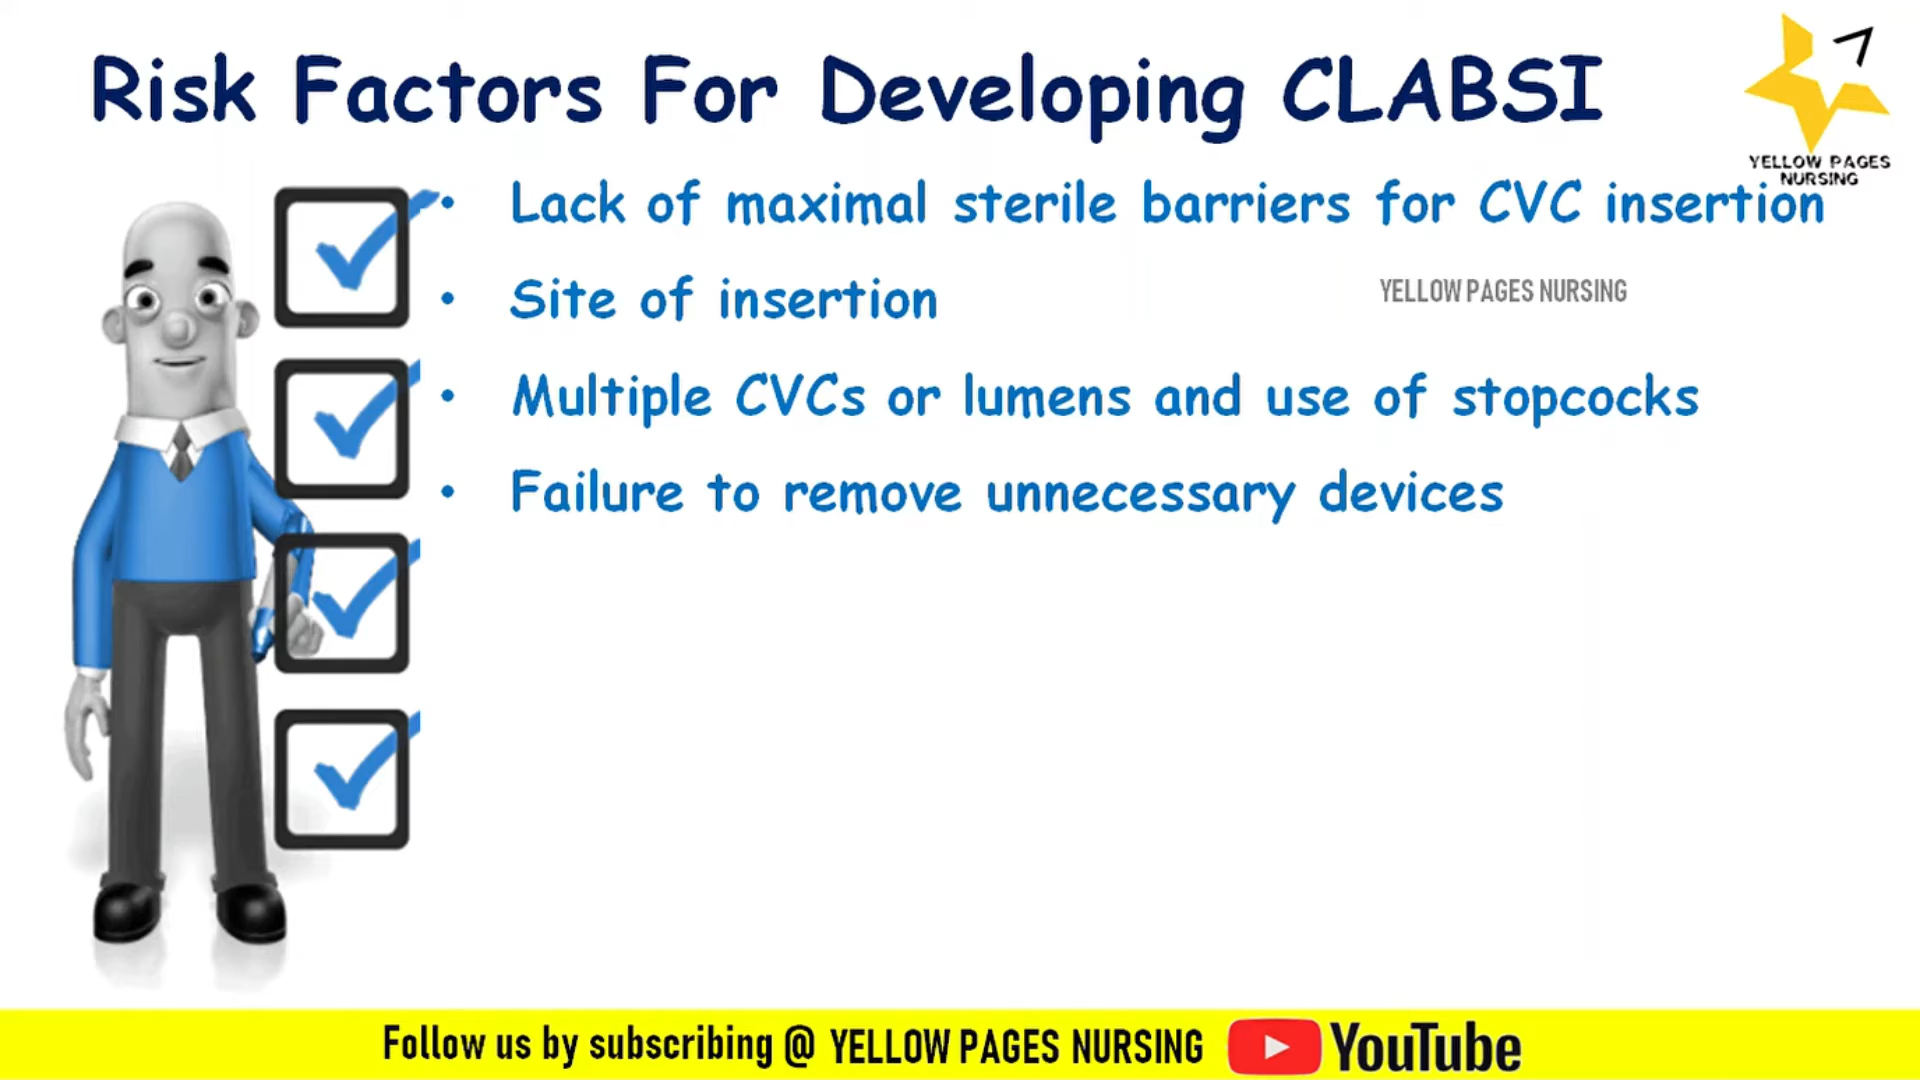 Risk Factors For Developing CLABSI
YELLOW PAGES
NURSING
• Lack of maximal sterile barriers for CVC insertion
• Site of insertion
YELLOW PAGES NURSING
• Multiple CVCs or lumens and use of stopcocks
• Failure to remove unnecessary devices
Follow us by subscribing @ YELLOW PAGES NURSING YouTube